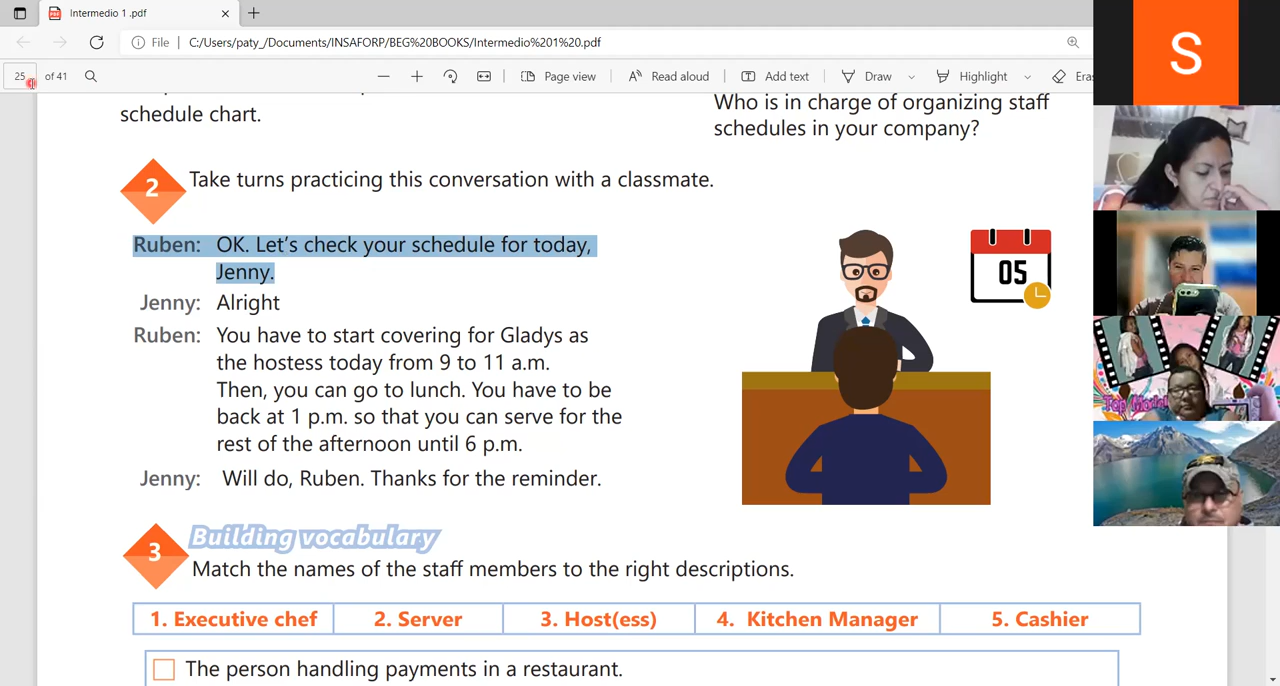 Intermedio 1 .pdf
File C:/Users/paty_/Documents/INSAFORP/BEG%20BOOKS/Intermedio%201%20.pdf
25 of 41 Page view Read aloud Add text Draw Highlight Eras
schedule chart.
Who is in charge of organizing staff
schedules in your company?
2 Take turns practicing this conversation with a classmate.
Ruben: OK. Let's check your schedule for today,
Jenny.
Jenny: Alright
Ruben: You have to start covering for Gladys as
the hostess today from 9 to 11 a.m.
Then, you can go to lunch. You have to be
back at 1 p.m. so that you can serve for the
rest of the afternoon until 6 p.m.
Jenny: Will do, Ruben. Thanks for the reminder.
05
3 Building vocabulary
Match the names of the staff members to the right descriptions.
1. Executive chef 2. Server 3. Host(ess) 4. Kitchen Manager 5. Cashier
The person handling payments in a restaurant.
S
Top Model